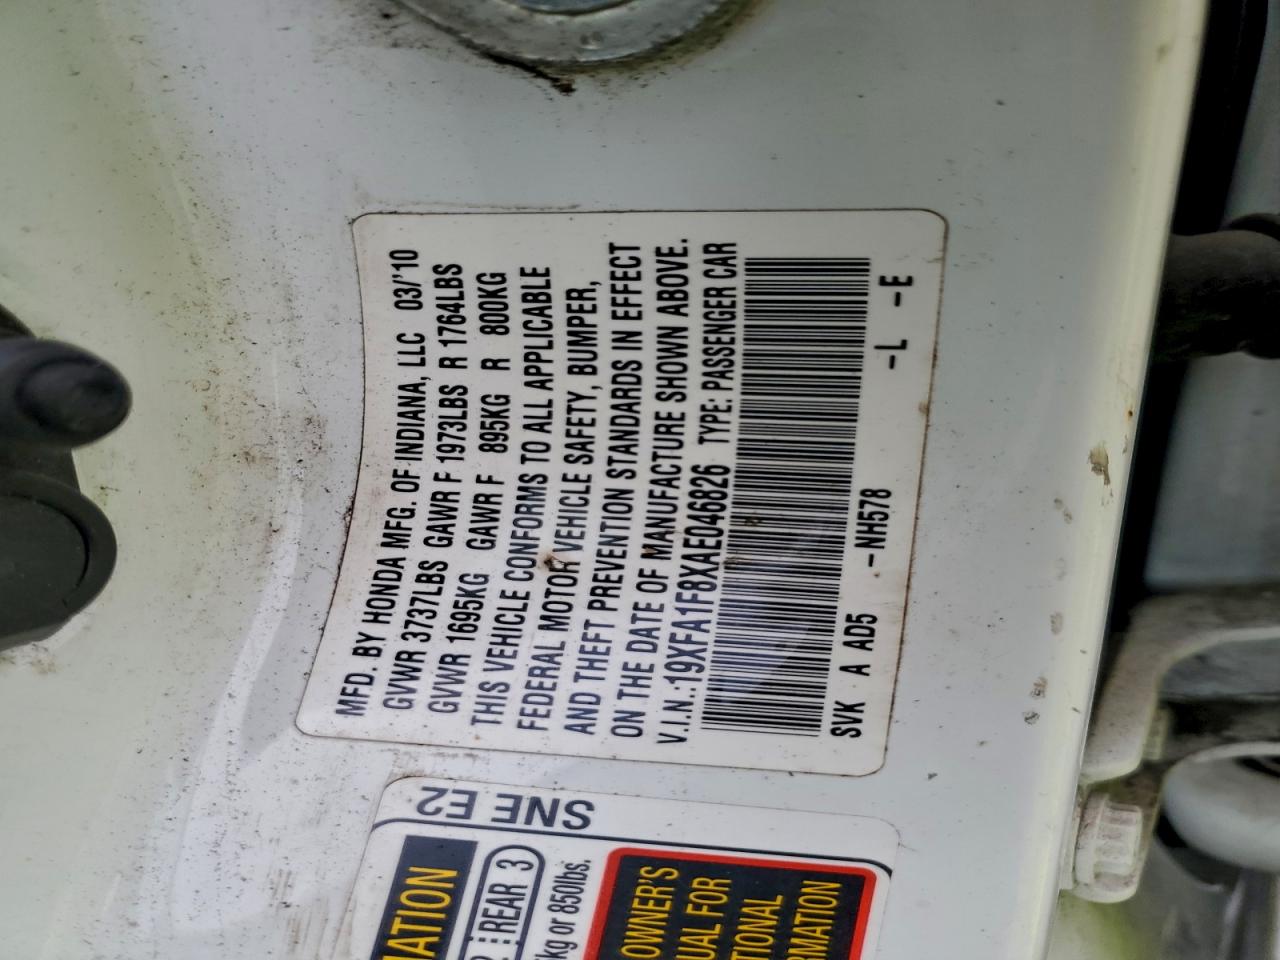 MFD. BY HONDA MFG. OF INDIANA, LLC 03/'10
GVWR 3737LBS GAWR F 1973LBS R 1764LBS
GVWR 1695KG GAWR F 895KG R 800KG
THIS VEHICLE CONFORMS TO ALL APPLICABLE
FEDERAL MOTOR VEHICLE SAFETY, BUMPER,
AND THEFT PREVENTION STANDARDS IN EFFECT
ON THE DATE OF MANUFACTURE SHOWN ABOVE.
V.I.N.:19XFA1F8XAE046826 TYPE: PASSENGER CAR
SVK A AD5 -NH578 -L -E
SNE E2
MATION
REAR 3
kg or 850lbs.
OWNER'S
UAL FOR
TIONAL
RMATION